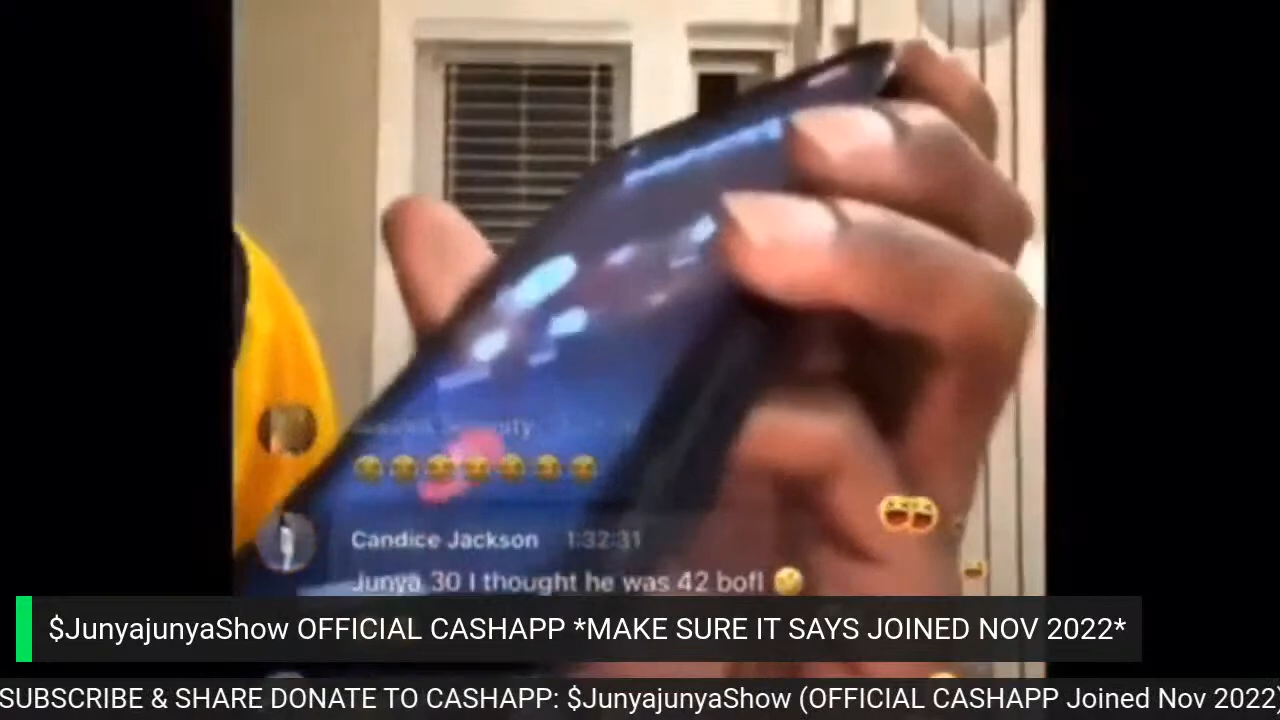 Candice Jackson 1:32:31
Junya 30 I thought he was 42 bofl
$JunyajunyaShow OFFICIAL CASHAPP *MAKE SURE IT SAYS JOINED NOV 2022*
SUBSCRIBE & SHARE DONATE TO CASHAPP: $JunyajunyaShow (OFFICIAL CASHAPP Joined Nov 2022)